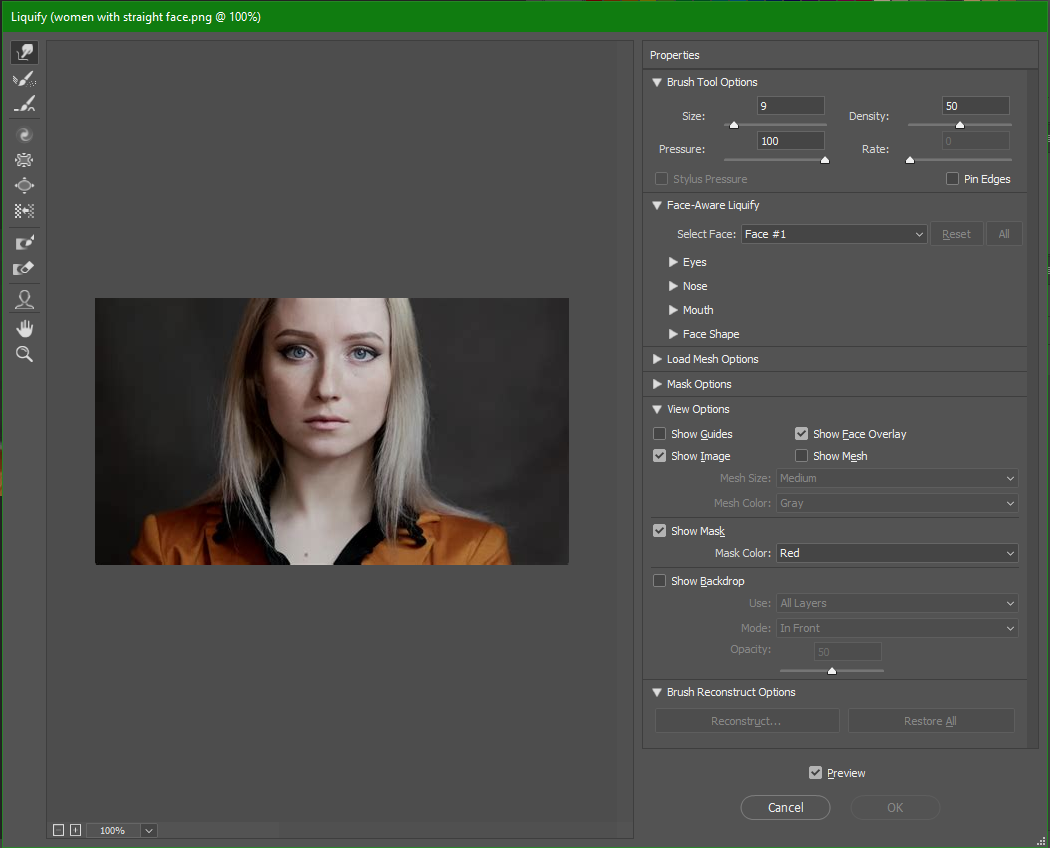 Liquify (women with straight face.png @ 100%)
Properties
Brush Tool Options
Size: 9 Density: 50
Pressure: 100 Rate: 0
Stylus Pressure Pin Edges
Face-Aware Liquify
Select Face: Face #1 Reset All
Eyes
Nose
Mouth
Face Shape
Load Mesh Options
Mask Options
View Options
Show Guides Show Face Overlay
Show Image Show Mesh
Mesh Size: Medium
Mesh Color: Gray
Show Mask
Mask Color: Red
Show Backdrop
Use: All Layers
Mode: In Front
Opacity: 50
Brush Reconstruct Options
Reconstruct... Restore All
Preview
Cancel OK
100%